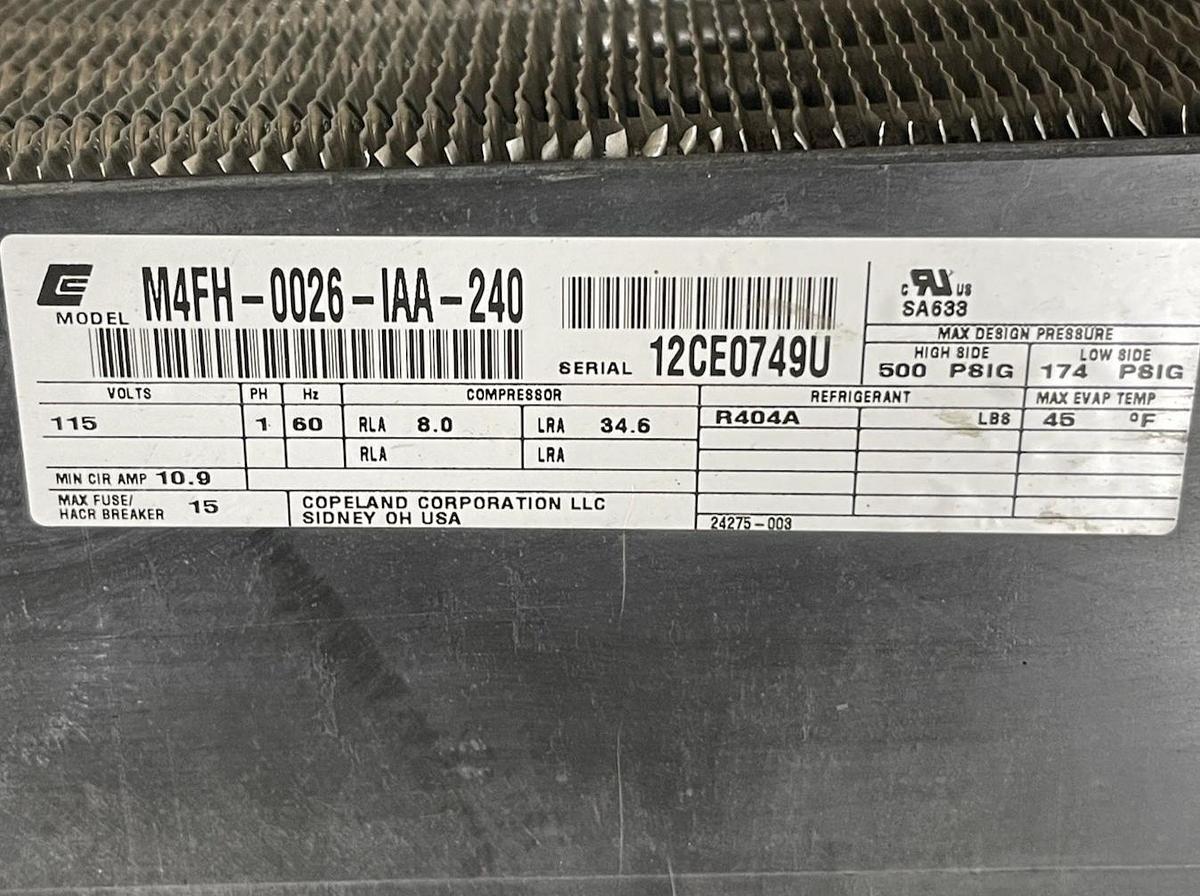 MODEL M4FH-0026-IAA-240
SERIAL 12CE0749U
C RU US
SA633
MAX DESIGN PRESSURE
HIGH SIDE LOW SIDE
500 PSIG 174 PSIG
VOLTS PH Hz COMPRESSOR REFRIGERANT MAX EVAP TEMP
115 1 60 RLA 8.0 LRA 34.6 R404A LBS 45 °F
RLA LRA
MIN CIR AMP 10.9
MAX FUSE/
HACR BREAKER 15
COPELAND CORPORATION LLC
SIDNEY OH USA
24275-003